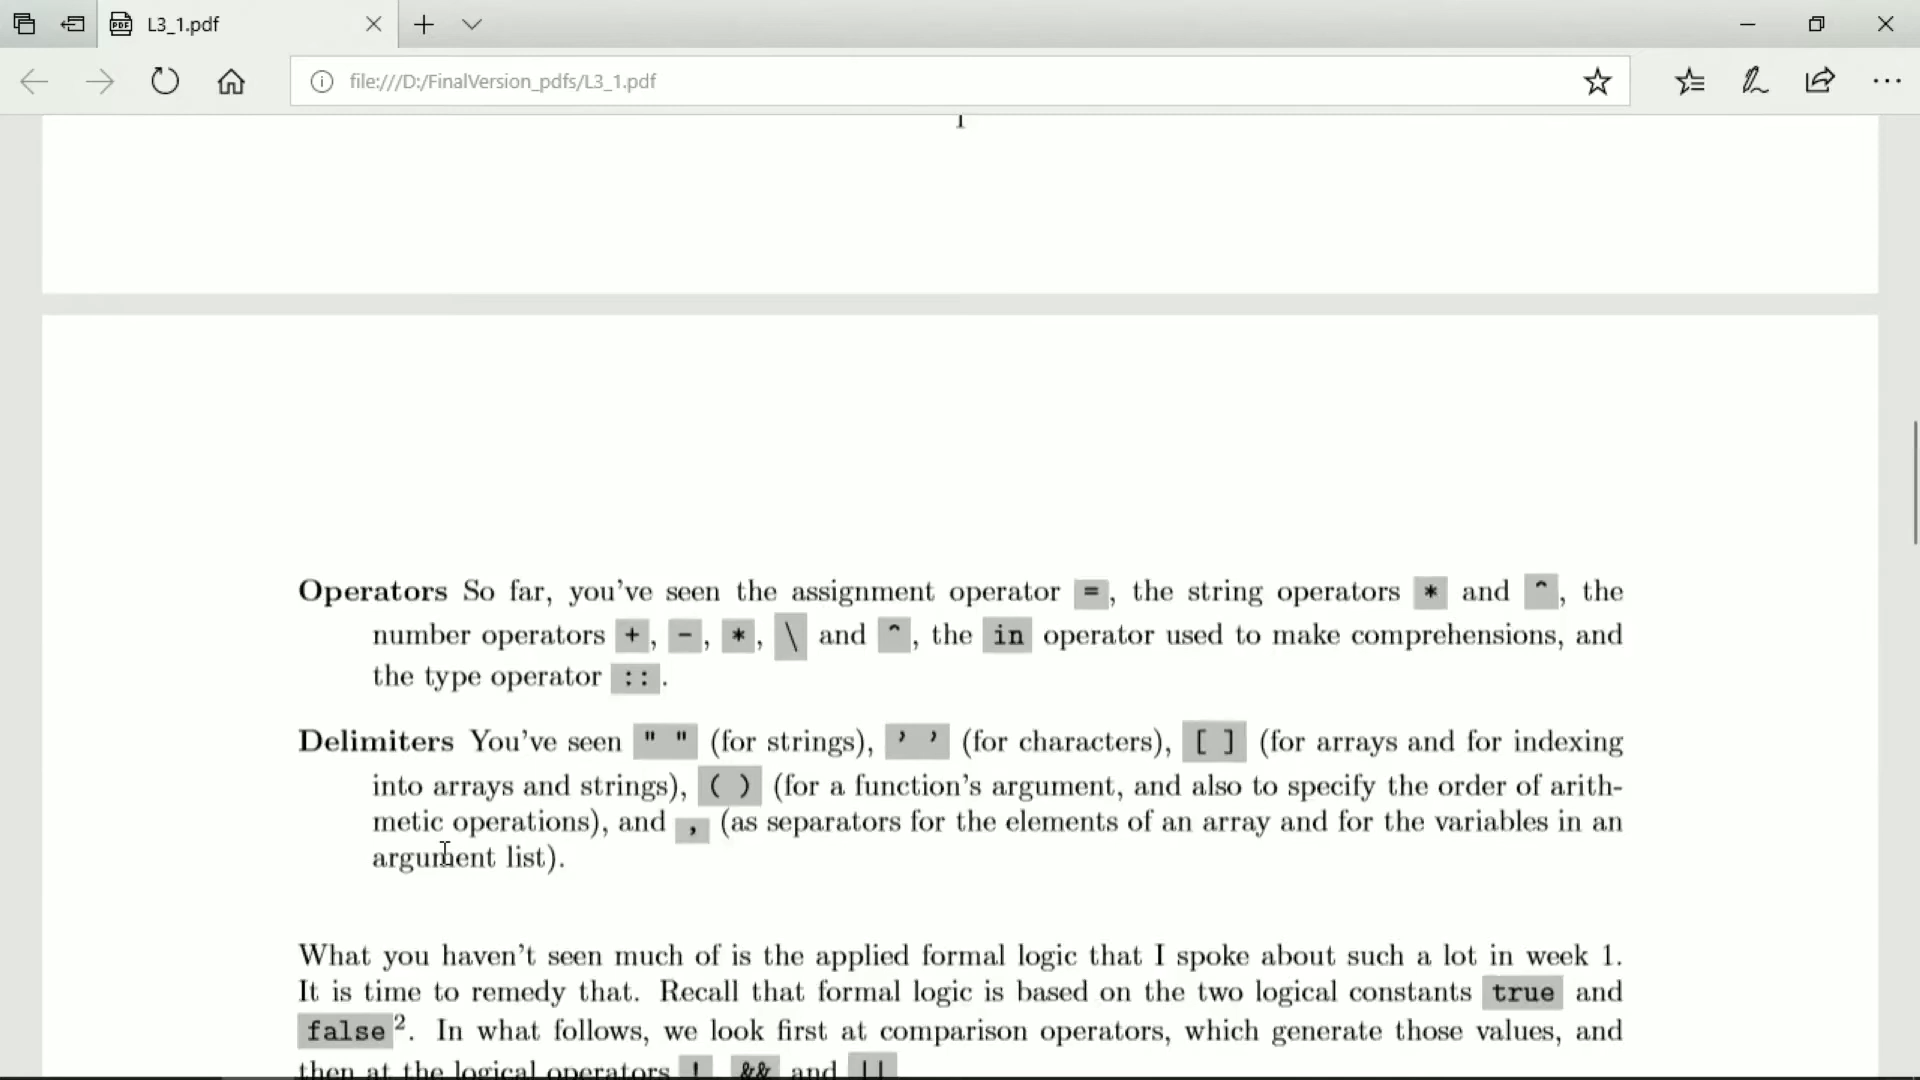 L3_1.pdf
file:///D:/FinalVersion_pdfs/L3_1.pdf
1
Operators So far, you've seen the assignment operator =, the string operators * and ^, the
number operators +, -, *, \ and ^, the in operator used to make comprehensions, and
the type operator ::.
Delimiters You've seen " " (for strings), ’ ’ (for characters), [ ] (for arrays and for indexing
into arrays and strings), ( ) (for a function's argument, and also to specify the order of arith-
metic operations), and , (as separators for the elements of an array and for the variables in an
argument list).
What you haven't seen much of is the applied formal logic that I spoke about such a lot in week 1.
It is time to remedy that. Recall that formal logic is based on the two logical constants true and
false2. In what follows, we look first at comparison operators, which generate those values, and
then at the logical operators ! && and ||